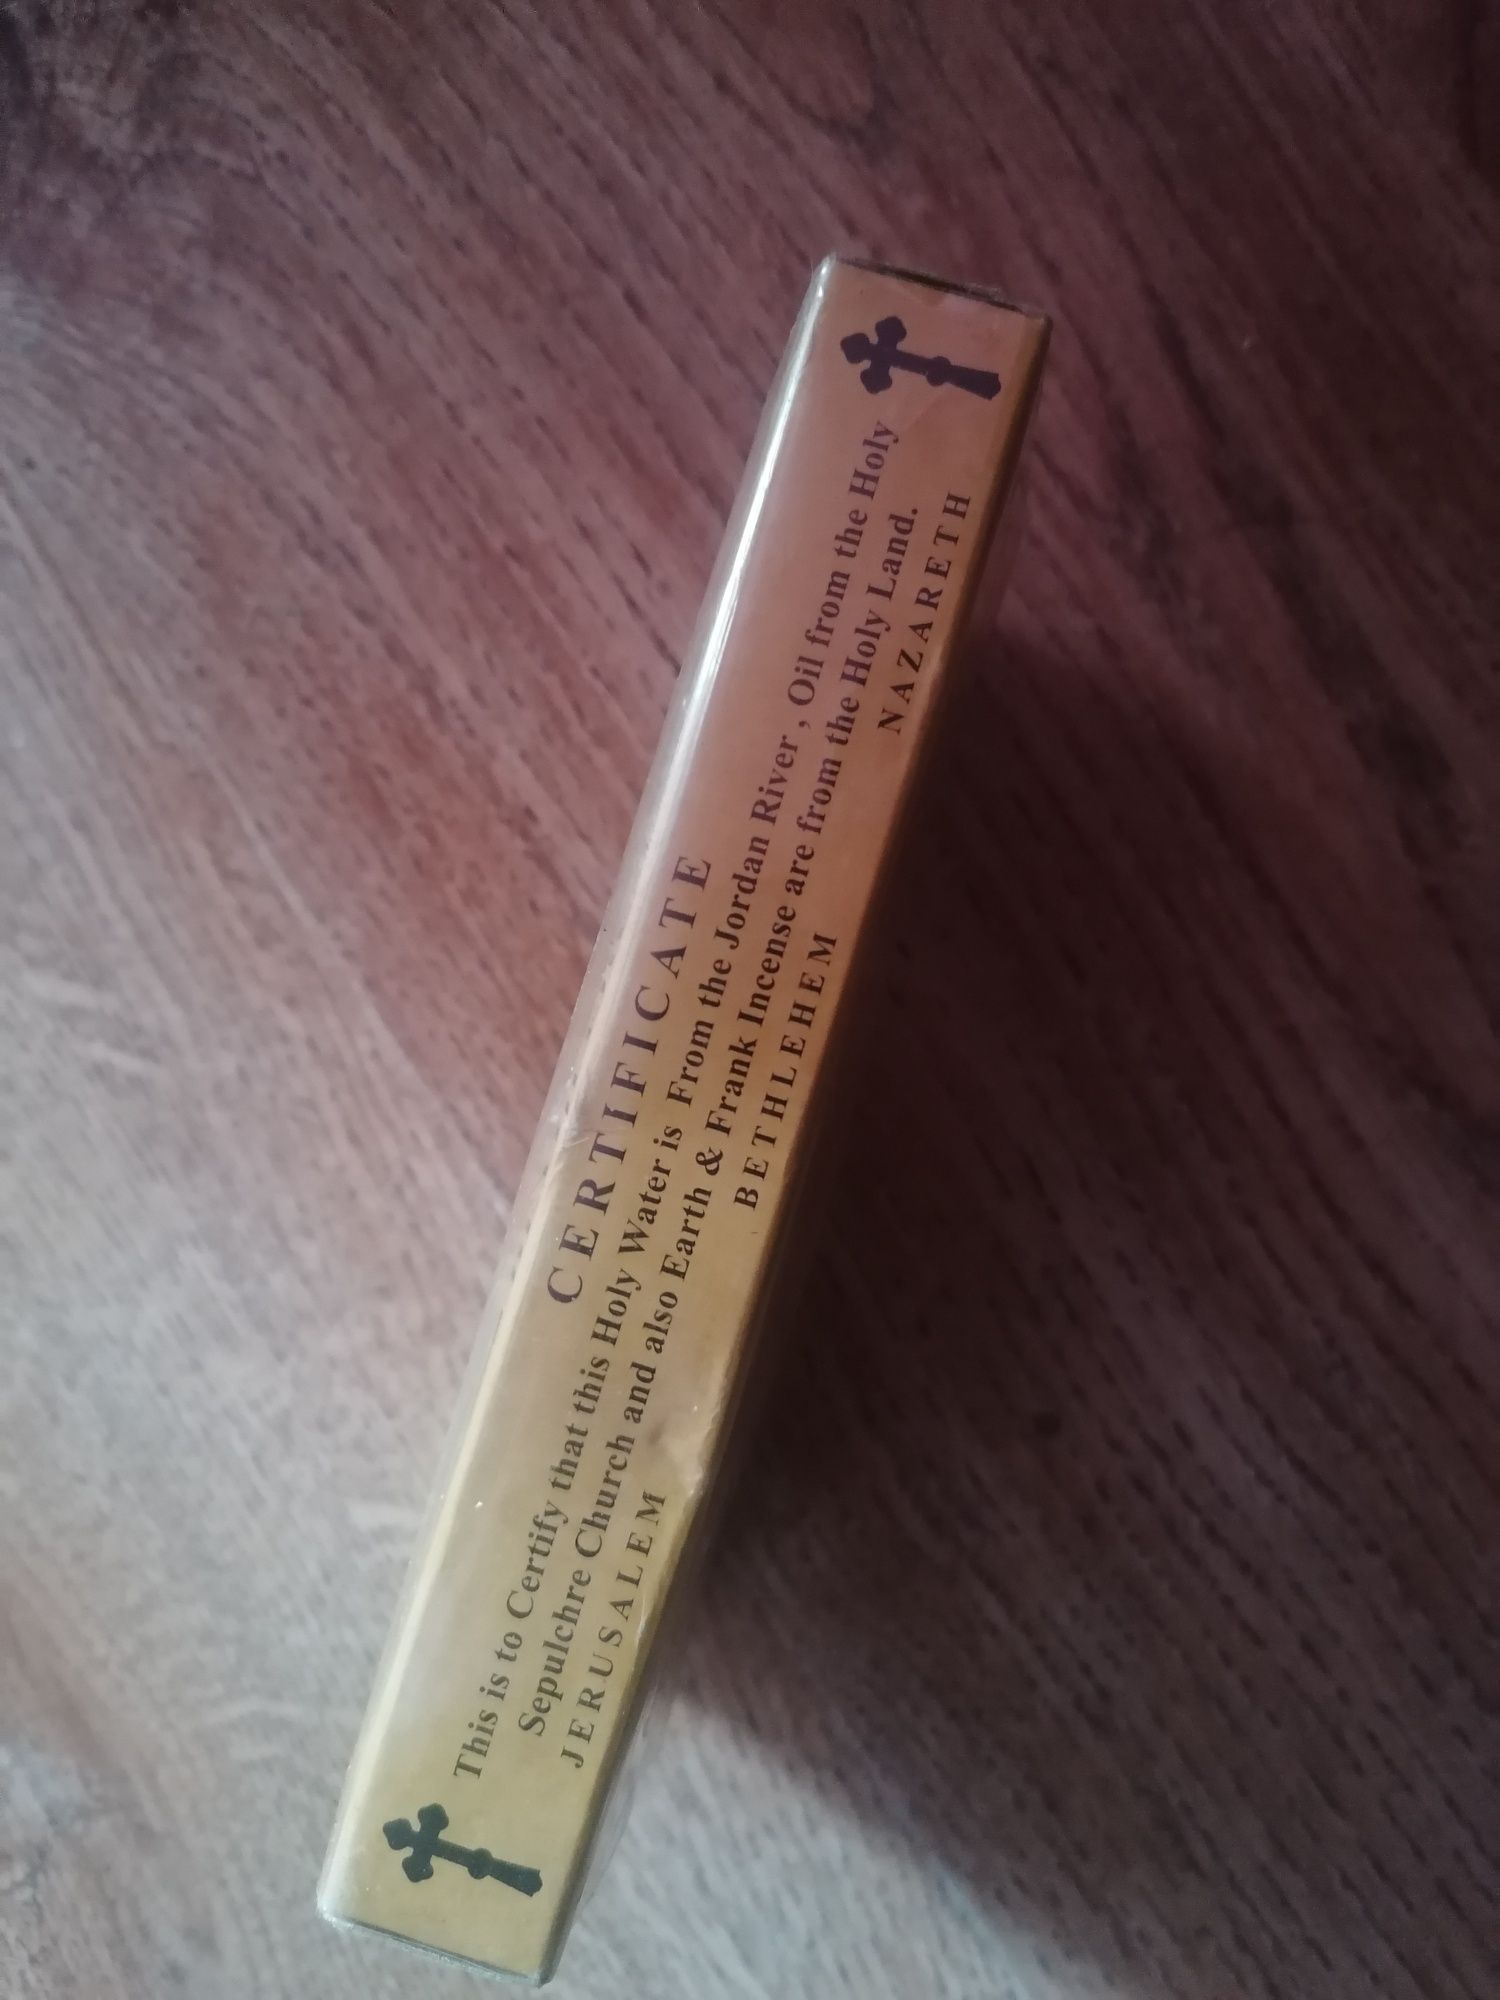 CERTIFICATE
This is to Certify that this Holy Water is From the Jordan River , Oil from the Holy
Sepulchre Church and also Earth & Frank Incense are from the Holy Land.
JERUSALEM BETHLEHEM NAZARETH